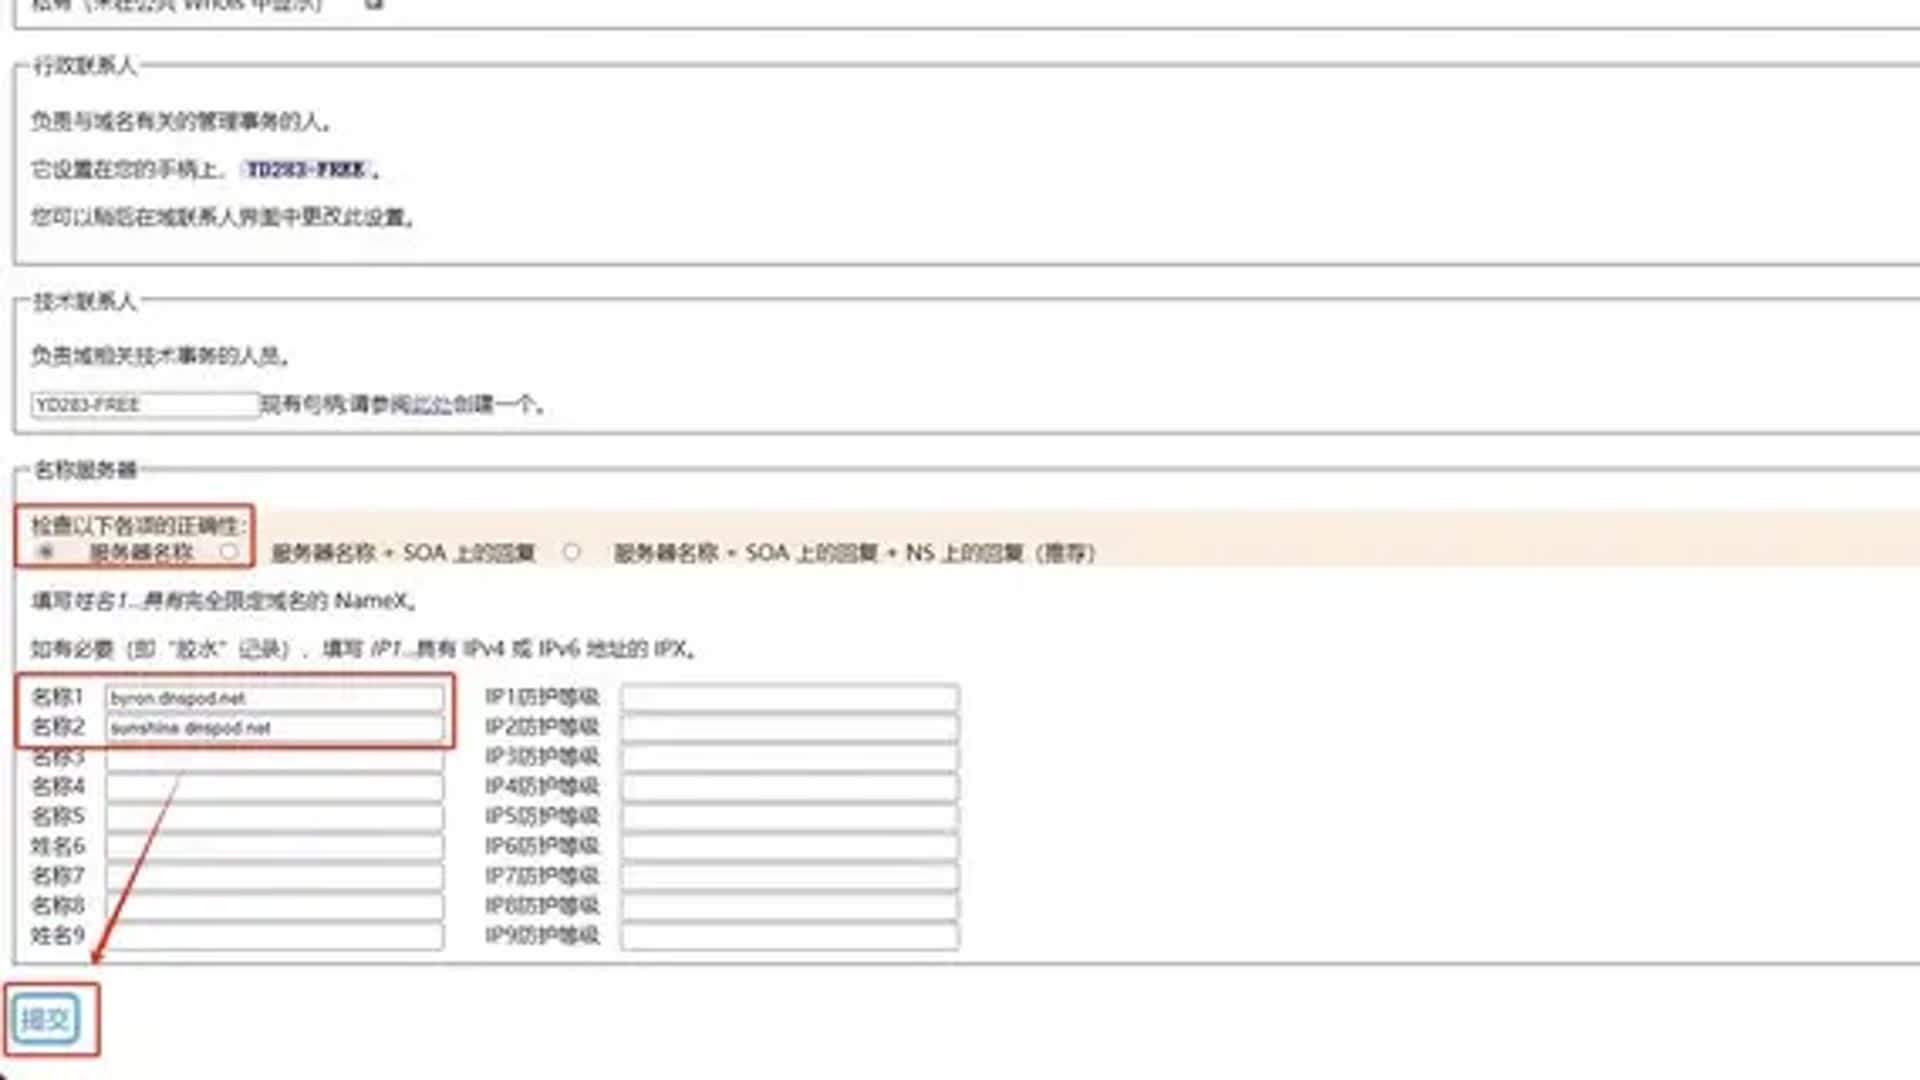 私有（未在公共 Whois 中显示）
行政联系人
负责与域名有关的管理事务的人。
它设置在您的手柄上，YD283-FREE。
您可以稍后在域联系人界面中更改此设置。
技术联系人
负责域相关技术事务的人员。
YD283-FREE 现有句柄;请参阅此处创建一个。
名称服务器
检查以下各项的正确性:
服务器名称 服务器名称 + SOA 上的回复 服务器名称 + SOA 上的回复 + NS 上的回复（推荐）
填写姓名1...具有完全限定域名的 NameX。
如有必要（即“胶水”记录），填写 IP1...具有 IPv4 或 IPv6 地址的 IPX。
名称1 byron.dnspod.net IP1防护等级
名称2 sunshine.dnspod.net IP2防护等级
名称3 IP3防护等级
名称4 IP4防护等级
名称5 IP5防护等级
姓名6 IP6防护等级
名称7 IP7防护等级
名称8 IP8防护等级
姓名9 IP9防护等级
提交